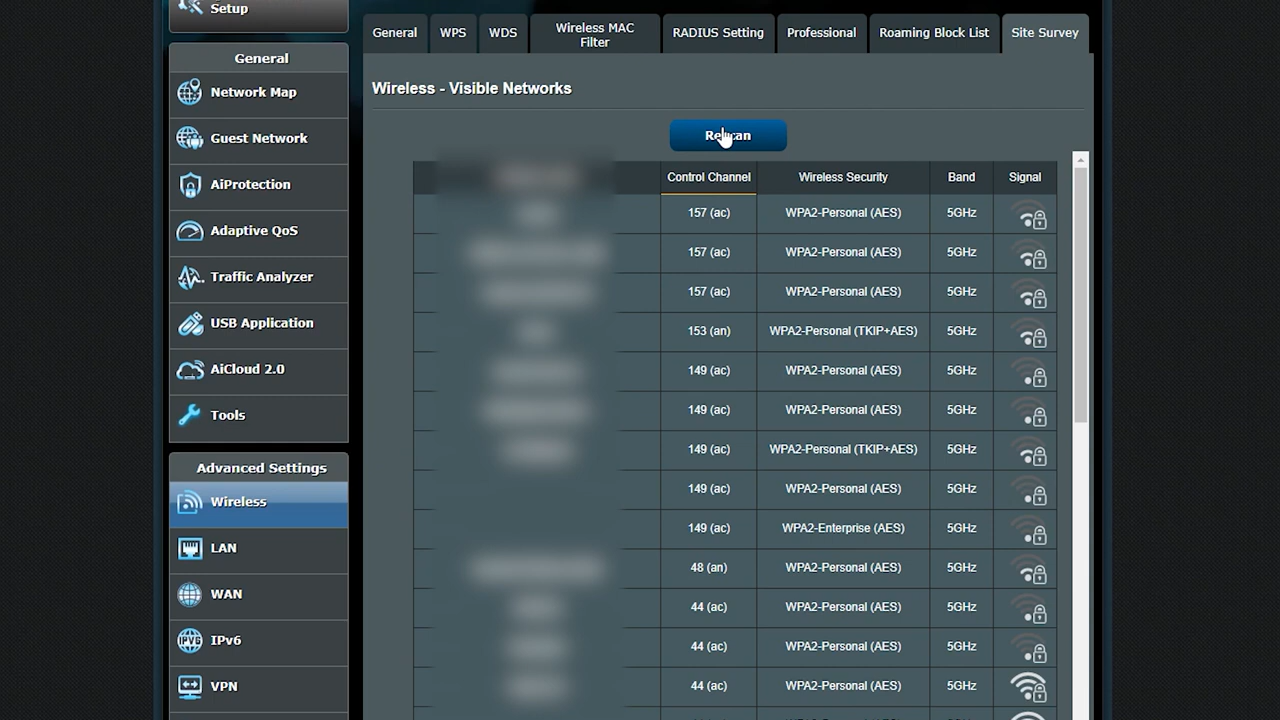 Setup
General
Network Map
Guest Network
AiProtection
Adaptive QoS
Traffic Analyzer
USB Application
AiCloud 2.0
Tools
Advanced Settings
Wireless
LAN
WAN
IPv6
VPN
General
WPS
WDS
Wireless MAC
Filter
RADIUS Setting
Professional
Roaming Block List
Site Survey
Wireless - Visible Networks
Rescan
Control Channel Wireless Security Band Signal
157 (ac) WPA2-Personal (AES) 5GHz
157 (ac) WPA2-Personal (AES) 5GHz
157 (ac) WPA2-Personal (AES) 5GHz
153 (an) WPA2-Personal (TKIP+AES) 5GHz
149 (ac) WPA2-Personal (AES) 5GHz
149 (ac) WPA2-Personal (AES) 5GHz
149 (ac) WPA2-Personal (TKIP+AES) 5GHz
149 (ac) WPA2-Personal (AES) 5GHz
149 (ac) WPA2-Enterprise (AES) 5GHz
48 (an) WPA2-Personal (AES) 5GHz
44 (ac) WPA2-Personal (AES) 5GHz
44 (ac) WPA2-Personal (AES) 5GHz
44 (ac) WPA2-Personal (AES) 5GHz